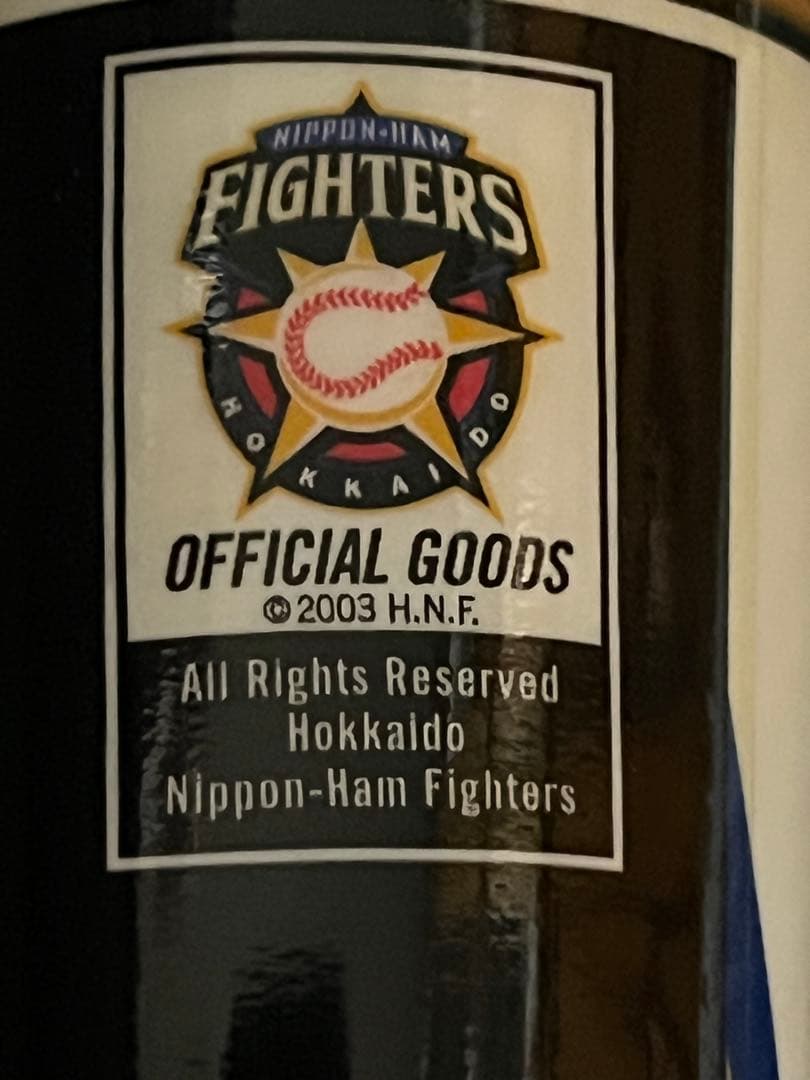 NIPPON-HAM
FIGHTERS
HOKKAIDO
OFFICIAL GOODS
©2003 H.N.F.
All Rights Reserved
Hokkaido
Nippon-Ham Fighters